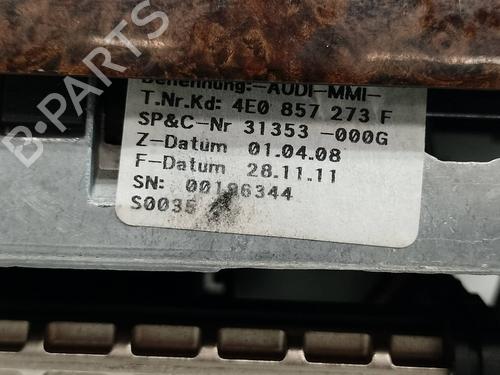 Benennung:-AUDI-MMI-
T.Nr.Kd: 4E0 857 273 F
SP&C-Nr 31353 -000G
Z-Datum 01.04.08
F-Datum 28.11.11
SN: 00196344
S0035
B-PARTS